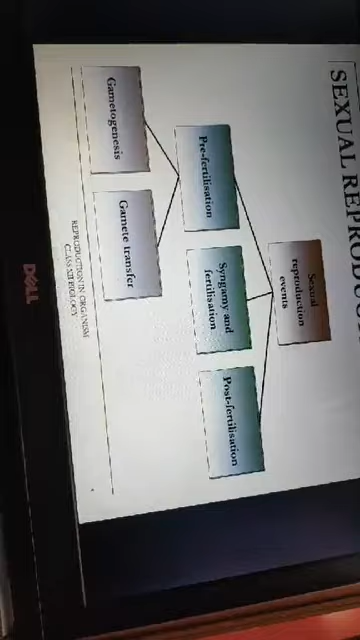 SEXUAL REPRODUC
Sexual
reproduction
events
Pre-fertilisation
Syngamy and
fertilisation
Post-fertilisation
Gametogenesis
Gamete transfer
REPRODUCTION IN ORGANISM
CLASS XII BIOLOGY
DELL